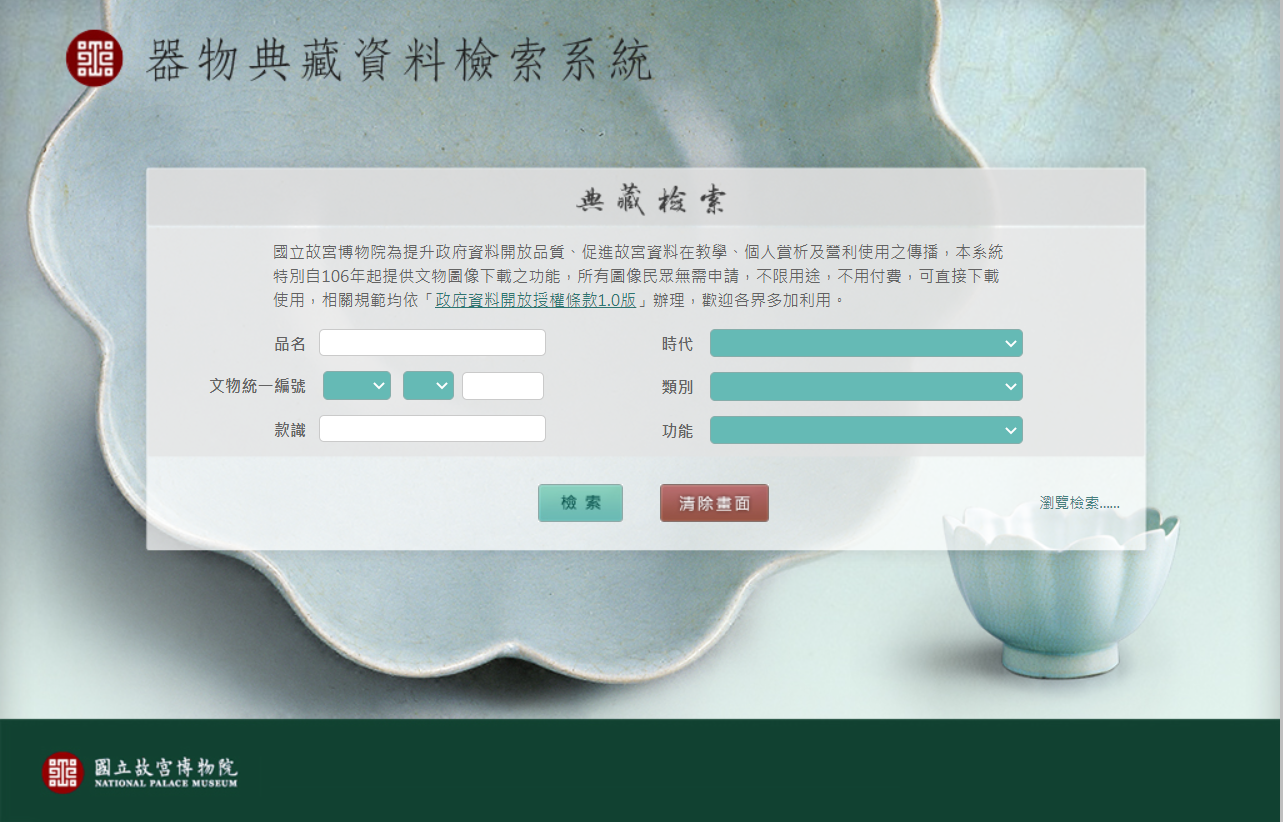 器物典藏資料檢索系統
典藏檢索
國立故宮博物院為提升政府資料開放品質、促進故宮資料在教學、個人賞析及營利使用之傳播，本系統
特別自106年起提供文物圖像下載之功能，所有圖像民眾無需申請，不限用途，不用付費，可直接下載
使用，相關規範均依「政府資料開放授權條款1.0版」辦理，歡迎各界多加利用。
品名
時代
文物統一編號
類別
款識
功能
檢 索
清除畫面
瀏覽檢索......
國立故宮博物院
NATIONAL PALACE MUSEUM